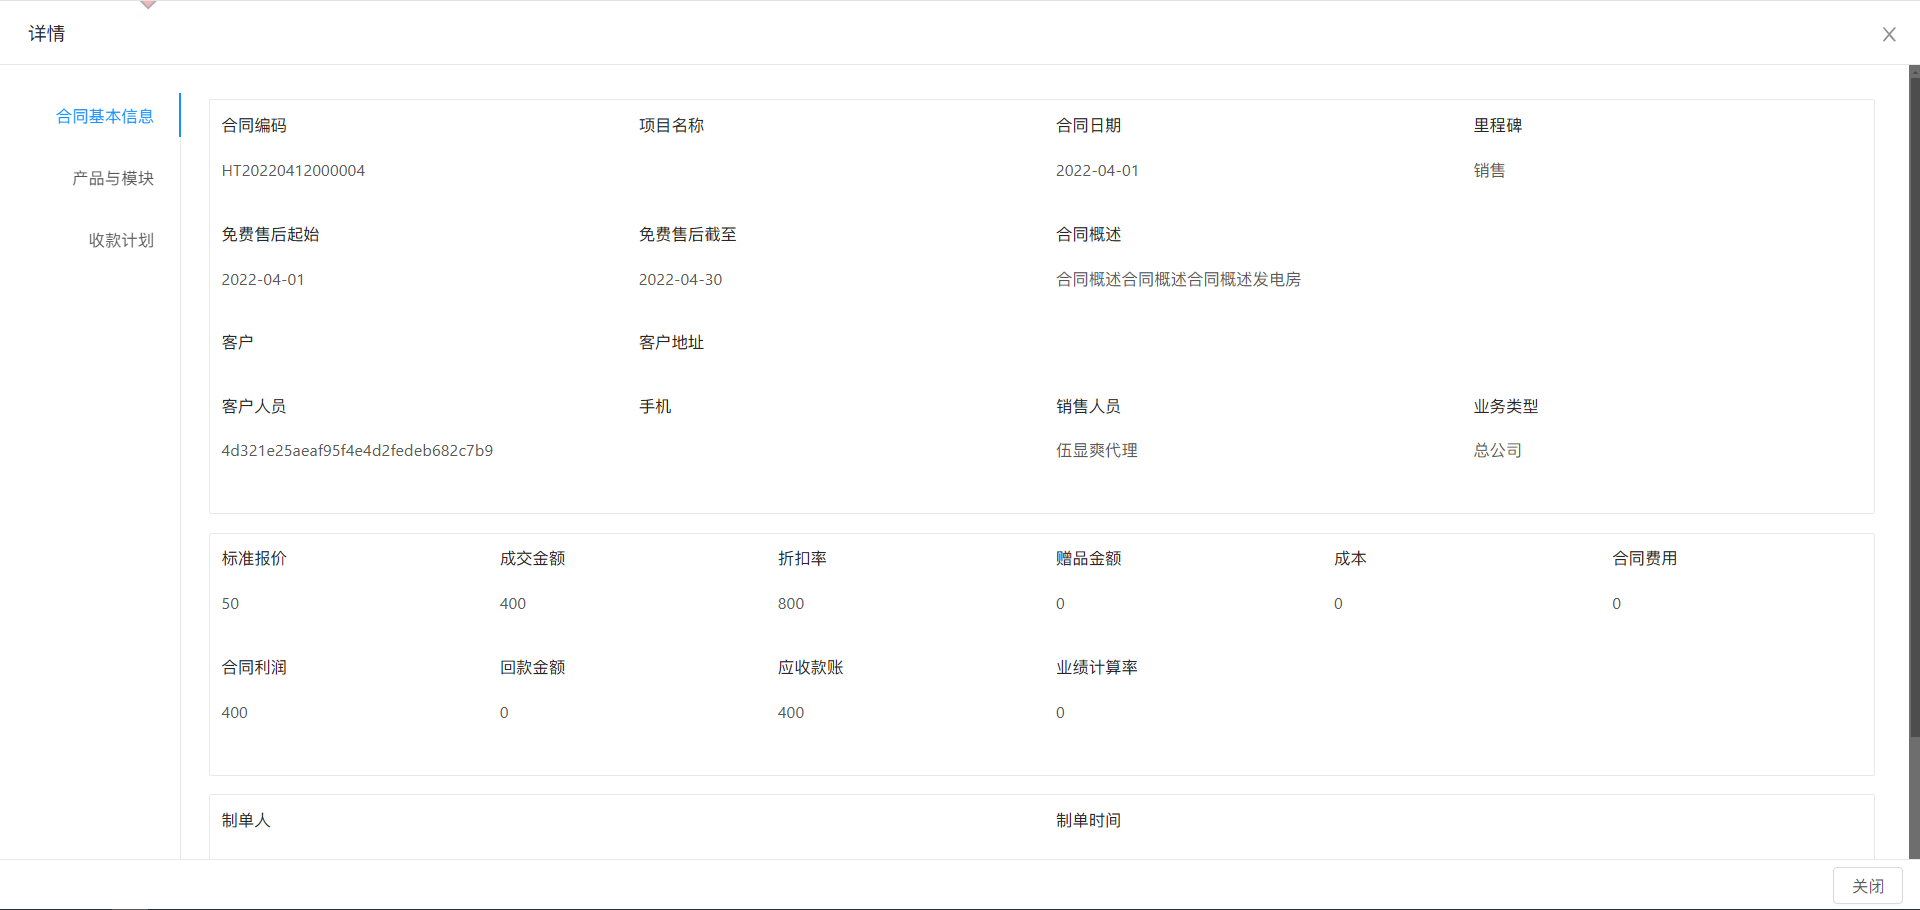 详情
合同基本信息
产品与模块
收款计划
合同编码 项目名称 合同日期 里程碑
HT20220412000004 2022-04-01 销售
免费售后起始 免费售后截至 合同概述
2022-04-01 2022-04-30 合同概述合同概述合同概述发电房
客户 客户地址
客户人员 手机 销售人员 业务类型
4d321e25aeaf95f4e4d2fedeb682c7b9 伍显爽代理 总公司
标准报价 成交金额 折扣率 赠品金额 成本 合同费用
50 400 800 0 0 0
合同利润 回款金额 应收款账 业绩计算率
400 0 400 0
制单人 制单时间
关闭